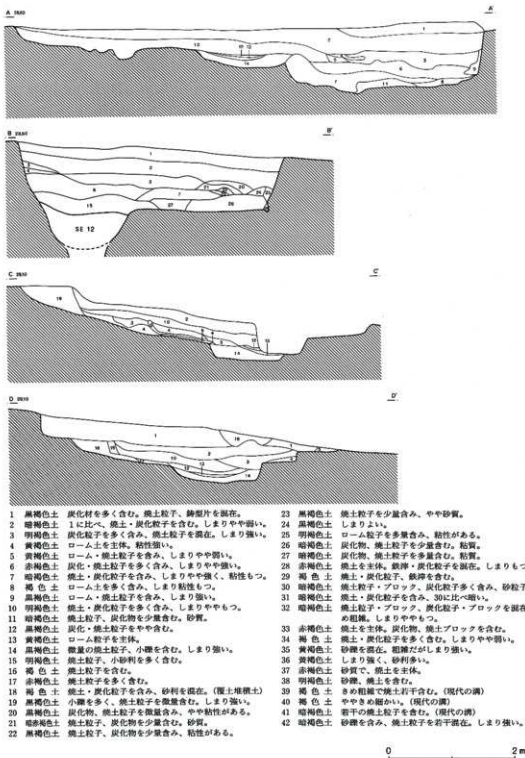 A
A'
B
B'
SE 12
C
C'
D
D'
1 黒褐色土 炭化材を多く含む。焼土粒子、鋳型片を混在。
2 暗褐色土 1に比べ、焼土・炭化粒子を含む。しまりやや弱い。
3 明褐色土 炭化粒子を多く含み、焼土粒子を混在。しまり強い。
4 黄褐色土 ローム土を主体。粘性強い。
5 黄褐色土 ローム・焼土粒子を含み、しまりやや弱い。
6 赤褐色土 炭化・焼土粒子を多く含み、しまりやや強い。
7 暗褐色土 焼土・炭化粒子を含み、しまりやや強く、粘性もつ。
8 褐色土 ローム土を多く含み、しまり粘性もつ。
9 黒褐色土 ローム・焼土粒子を含み、しまり強い。
10 明褐色土 焼土・炭化粒子を多く含み、しまりややもつ。
11 暗褐色土 焼土粒子、炭化物を少量含む。砂質。
12 黒褐色土 炭化・焼土粒子をやや含む。
13 黄褐色土 ローム粒子を主体。
14 黒褐色土 微量の焼土粒子、小礫を含む。しまり強い。
15 明褐色土 焼土粒子、小砂利を多く含む。
16 褐色土 焼土粒子を含む。
17 赤褐色土 焼土粒子を多く含む。
18 褐色土 焼土・炭化粒子を含み、砂利を混在。（覆土堆積土）
19 黒褐色土 小礫を多く、焼土粒子を微量含む。しまり強い。
20 黒褐色土 炭化物、焼土粒子を微量含み、やや粘性がある。
21 暗赤褐色土 焼土粒子、炭化物を少量含む。砂質。
22 黒褐色土 焼土粒子、炭化物を少量含み、粘性がある。
23 黒褐色土 焼土粒子を少量含み、やや砂質。
24 黒褐色土 しまりよい。
25 明褐色土 ローム粒子を多量含み、粘性がある。
26 暗褐色土 炭化物、焼土粒子を少量含む。粘質。
27 暗褐色土 炭化物、焼土粒子を多量含む。粘質。
28 赤褐色土 焼土を主体。鉄滓・炭化粒子を混在。しまりもつ
29 褐色土 焼土・炭化粒子、鉄滓を含む。
30 暗褐色土 焼土粒子・ブロック、炭化粒子多く含み、砂粒子
31 暗褐色土 焼土・炭化粒子を含み、30に比べ暗い。
32 暗褐色土 焼土粒子・ブロック、炭化粒子・ブロックを混在
め粗雑。しまりややもつ。
33 赤褐色土 焼土を主体。炭化物、焼土ブロックを含む。
34 褐色土 焼土・炭化粒子を多く含む。しまりやや弱い。
35 黄褐色土 砂礫を混在。粗雑だがしまり強い。
36 黄褐色土 しまり強く、砂利多い。
37 赤褐色土 砂質で、焼土を主体。
38 明褐色土 砂礫、焼土を含む。
39 褐色土 きめ粗雑で焼土若干含む。（現代の溝）
40 褐色土 やや きめ細かい。（現代の溝）
41 暗褐色土 若干の焼土粒子を含む。（現代の溝）
42 暗褐色土 砂礫を含み、焼土粒子を若干混在。しまり強い。
0 2 m